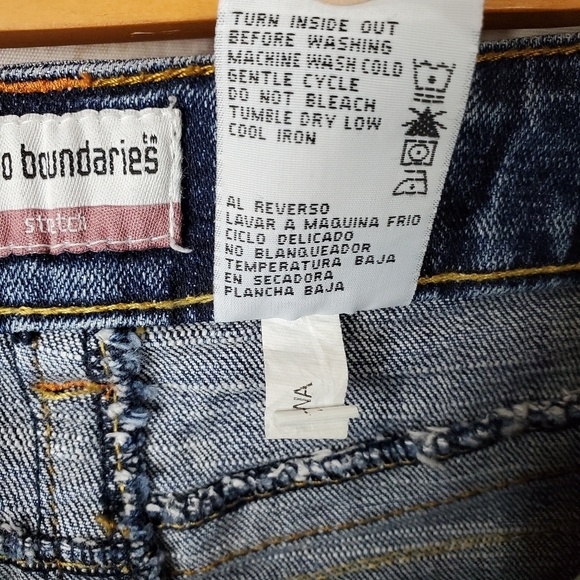 TURN INSIDE OUT
BEFORE WASHING
MACHINE WASH COLD
GENTLE CYCLE
DO NOT BLEACH
TUMBLE DRY LOW
COOL IRON
o boundaries™
stretch
AL REVERSO
LAVAR A MAQUINA FRIO
CICLO DELICADO
NO BLANQUEADOR
TEMPERATURA BAJA
EN SECADORA
PLANCHA BAJA